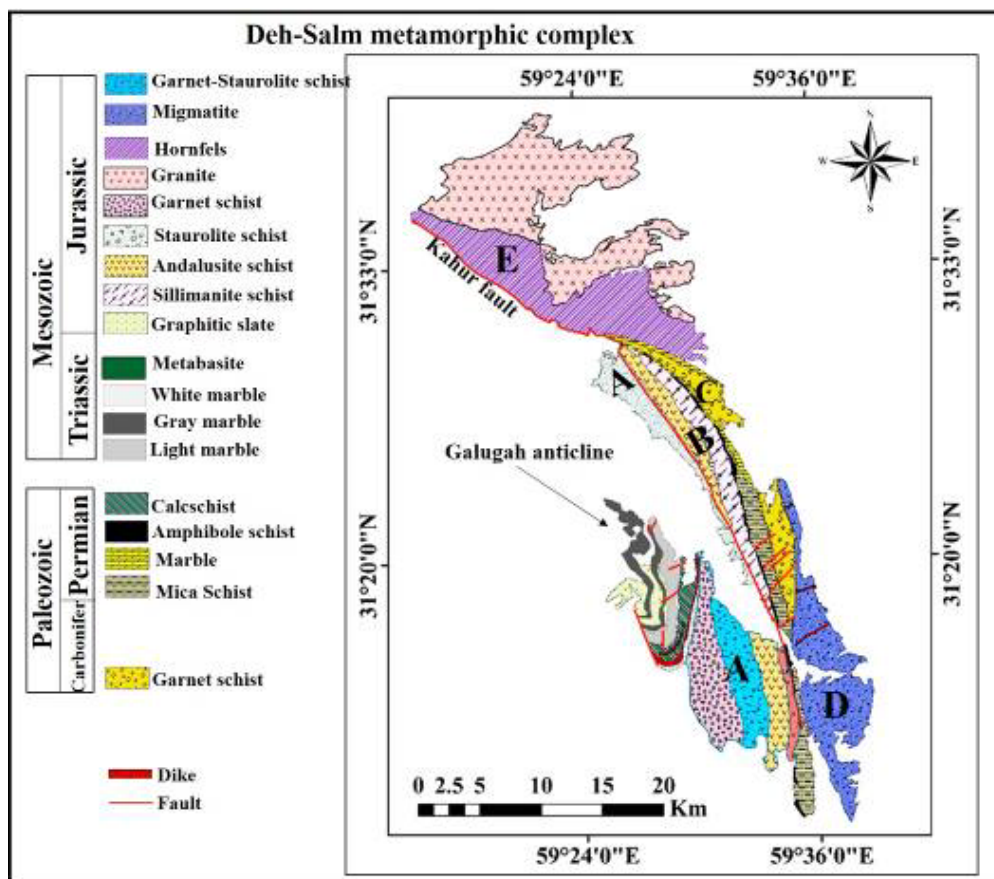 Deh-Salm metamorphic complex
Mesozoic
Jurassic
Garnet-Staurolite schist
Migmatite
Hornfels
Granite
Garnet schist
Staurolite schist
Andalusite schist
Sillimanite schist
Graphitic slate
Triassic
Metabasite
White marble
Gray marble
Light marble
Paleozoic
Permian
Calcschist
Amphibole schist
Marble
Mica Schist
Carbonifer
Garnet schist
Dike
Fault
59°24'0"E
59°36'0"E
31°33'0"N
31°33'0"N
31°20'0"N
31°20'0"N
W
E
S
E
Kahur fault
A
C
B
Galugah anticline
A
D
0 2.5 5 10 15 20
Km
59°24'0"E
59°36'0"E